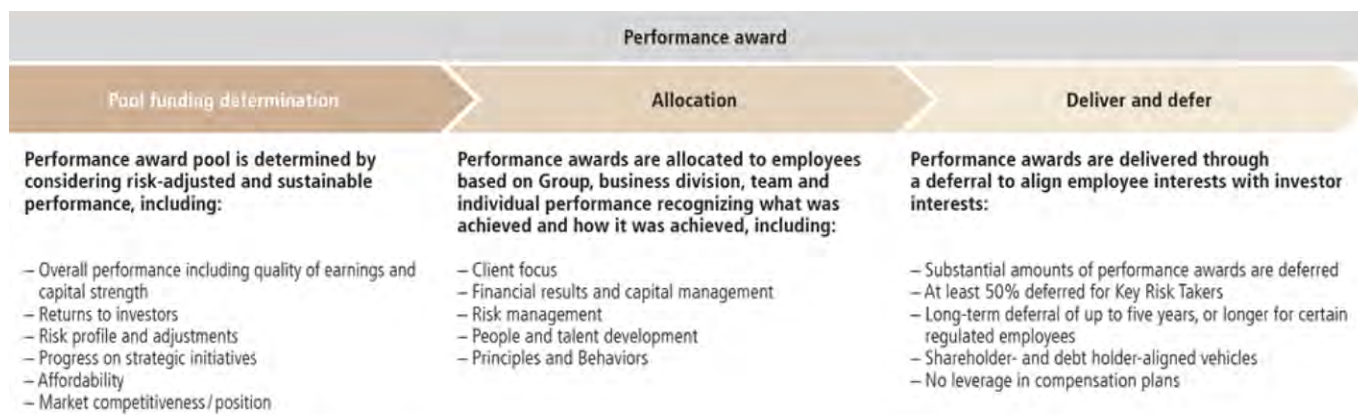 Performance award
Pool funding determination
Allocation
Deliver and defer
Performance award pool is determined by
considering risk-adjusted and sustainable
performance, including:
– Overall performance including quality of earnings and
capital strength
– Returns to investors
– Risk profile and adjustments
– Progress on strategic initiatives
– Affordability
– Market competitiveness/position
Performance awards are allocated to employees
based on Group, business division, team and
individual performance recognizing what was
achieved and how it was achieved, including:
– Client focus
– Financial results and capital management
– Risk management
– People and talent development
– Principles and Behaviors
Performance awards are delivered through
a deferral to align employee interests with investor
interests:
– Substantial amounts of performance awards are deferred
– At least 50% deferred for Key Risk Takers
– Long-term deferral of up to five years, or longer for certain
regulated employees
– Shareholder- and debt holder-aligned vehicles
– No leverage in compensation plans